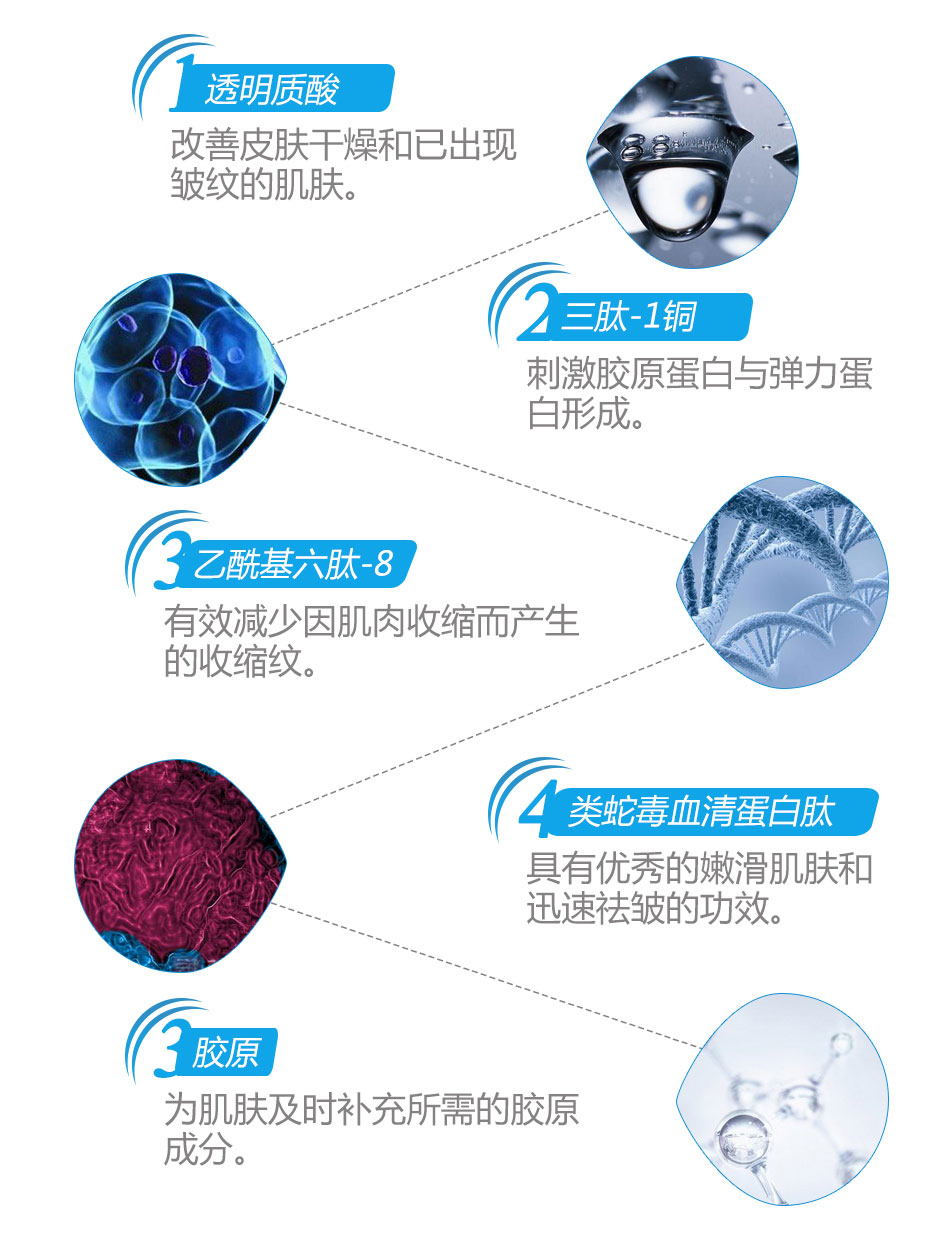 1 透明质酸
改善皮肤干燥和已出现
皱纹的肌肤。
2 三肽-1铜
刺激胶原蛋白与弹力蛋
白形成。
3 乙酰基六肽-8
有效减少因肌肉收缩而产生
的收缩纹。
4 类蛇毒血清蛋白肽
具有优秀的嫩滑肌肤和
迅速祛皱的功效。
3 胶原
为肌肤及时补充所需的胶原
成分。